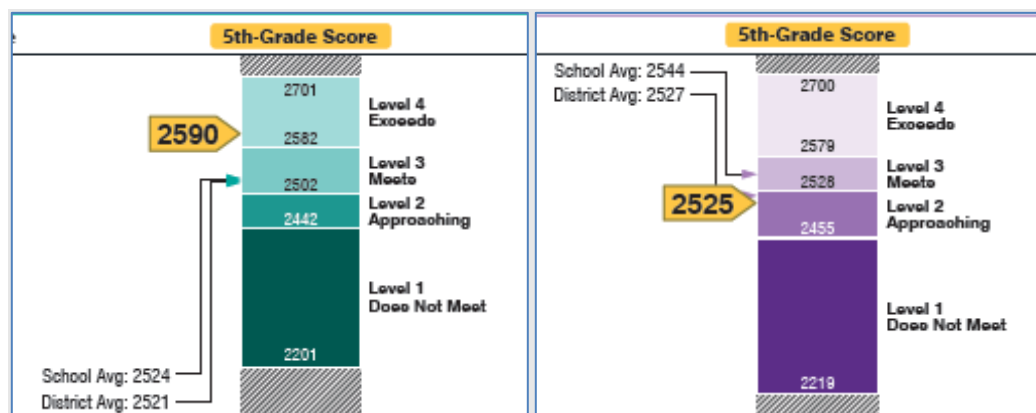 5th-Grade Score
2701
Level 4
Exceeds
2590
2582
Level 3
Meets
2502
Level 2
Approaching
2442
Level 1
Does Not Meet
2201
School Avg: 2524
District Avg: 2521
5th-Grade Score
School Avg: 2544
District Avg: 2527
2700
Level 4
Exceeds
2579
Level 3
Meets
2528
2525
Level 2
Approaching
2455
Level 1
Does Not Meet
2219